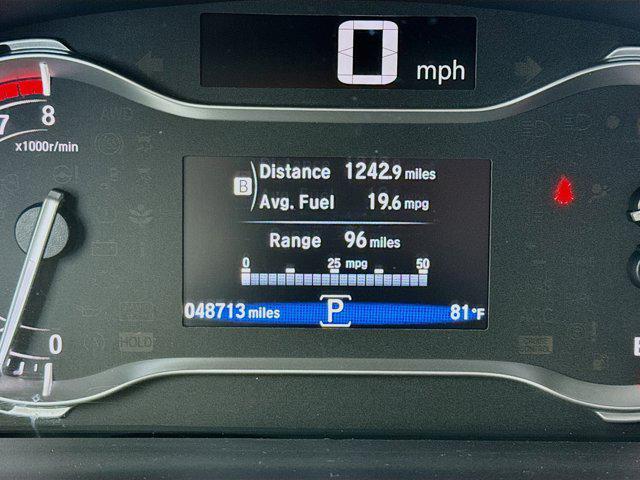 0 mph
7 8
x1000r/min
B
Distance 1242.9 miles
Avg. Fuel 19.6 mpg
Range 96 miles
0 25 mpg 50
048713 miles P 81°F
0
HOLD
E